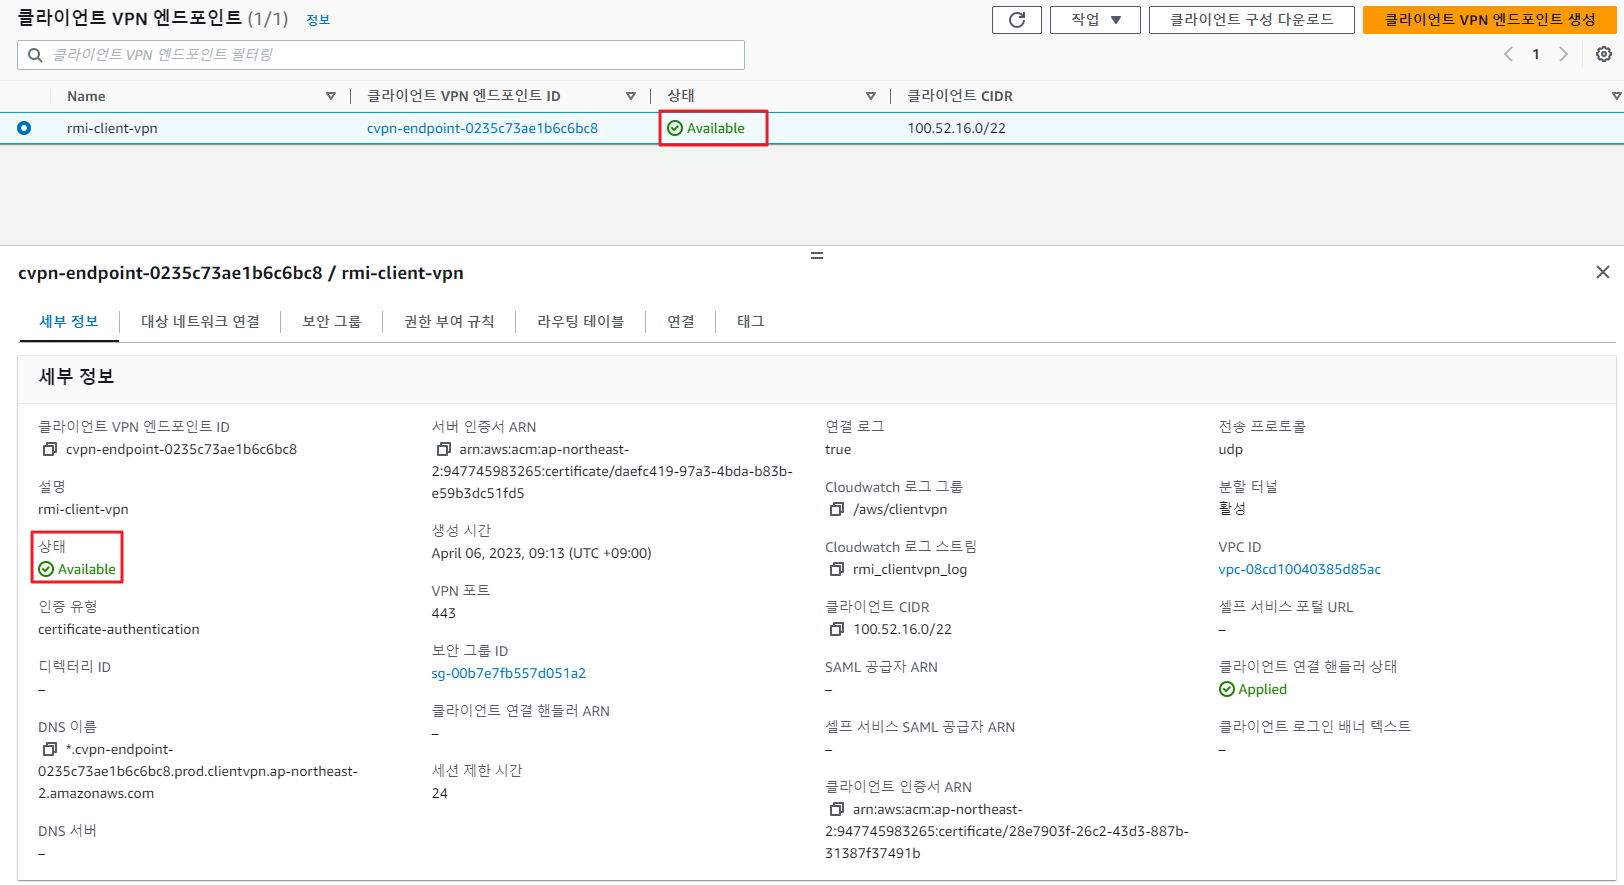 클라이언트 VPN 엔드포인트 (1/1) 정보
작업 ▼
클라이언트 구성 다운로드
클라이언트 VPN 엔드포인트 생성
클라이언트 VPN 엔드포인트 필터링
1
Name 클라이언트 VPN 엔드포인트 ID 상태 클라이언트 CIDR
rmi-client-vpn cvpn-endpoint-0235c73ae1b6c6bc8 Available 100.52.16.0/22
cvpn-endpoint-0235c73ae1b6c6bc8 / rmi-client-vpn
세부 정보 대상 네트워크 연결 보안 그룹 권한 부여 규칙 라우팅 테이블 연결 태그
세부 정보
클라이언트 VPN 엔드포인트 ID
cvpn-endpoint-0235c73ae1b6c6bc8
설명
rmi-client-vpn
상태
Available
인증 유형
certificate-authentication
디렉터리 ID
–
DNS 이름
*.cvpn-endpoint-
0235c73ae1b6c6bc8.prod.clientvpn.ap-northeast-
2.amazonaws.com
DNS 서버
–
서버 인증서 ARN
arn:aws:acm:ap-northeast-
2:947745983265:certificate/daefc419-97a3-4bda-b83b-
e59b3dc51fd5
생성 시간
April 06, 2023, 09:13 (UTC +09:00)
VPN 포트
443
보안 그룹 ID
sg-00b7e7fb557d051a2
클라이언트 연결 핸들러 ARN
–
세션 제한 시간
24
연결 로그
true
Cloudwatch 로그 그룹
/aws/clientvpn
Cloudwatch 로그 스트림
rmi_clientvpn_log
클라이언트 CIDR
100.52.16.0/22
SAML 공급자 ARN
–
셀프 서비스 SAML 공급자 ARN
–
클라이언트 인증서 ARN
arn:aws:acm:ap-northeast-
2:947745983265:certificate/28e7903f-26c2-43d3-887b-
31387f37491b
전송 프로토콜
udp
분할 터널
활성
VPC ID
vpc-08cd10040385d85ac
셀프 서비스 포털 URL
–
클라이언트 연결 핸들러 상태
Applied
클라이언트 로그인 배너 텍스트
–